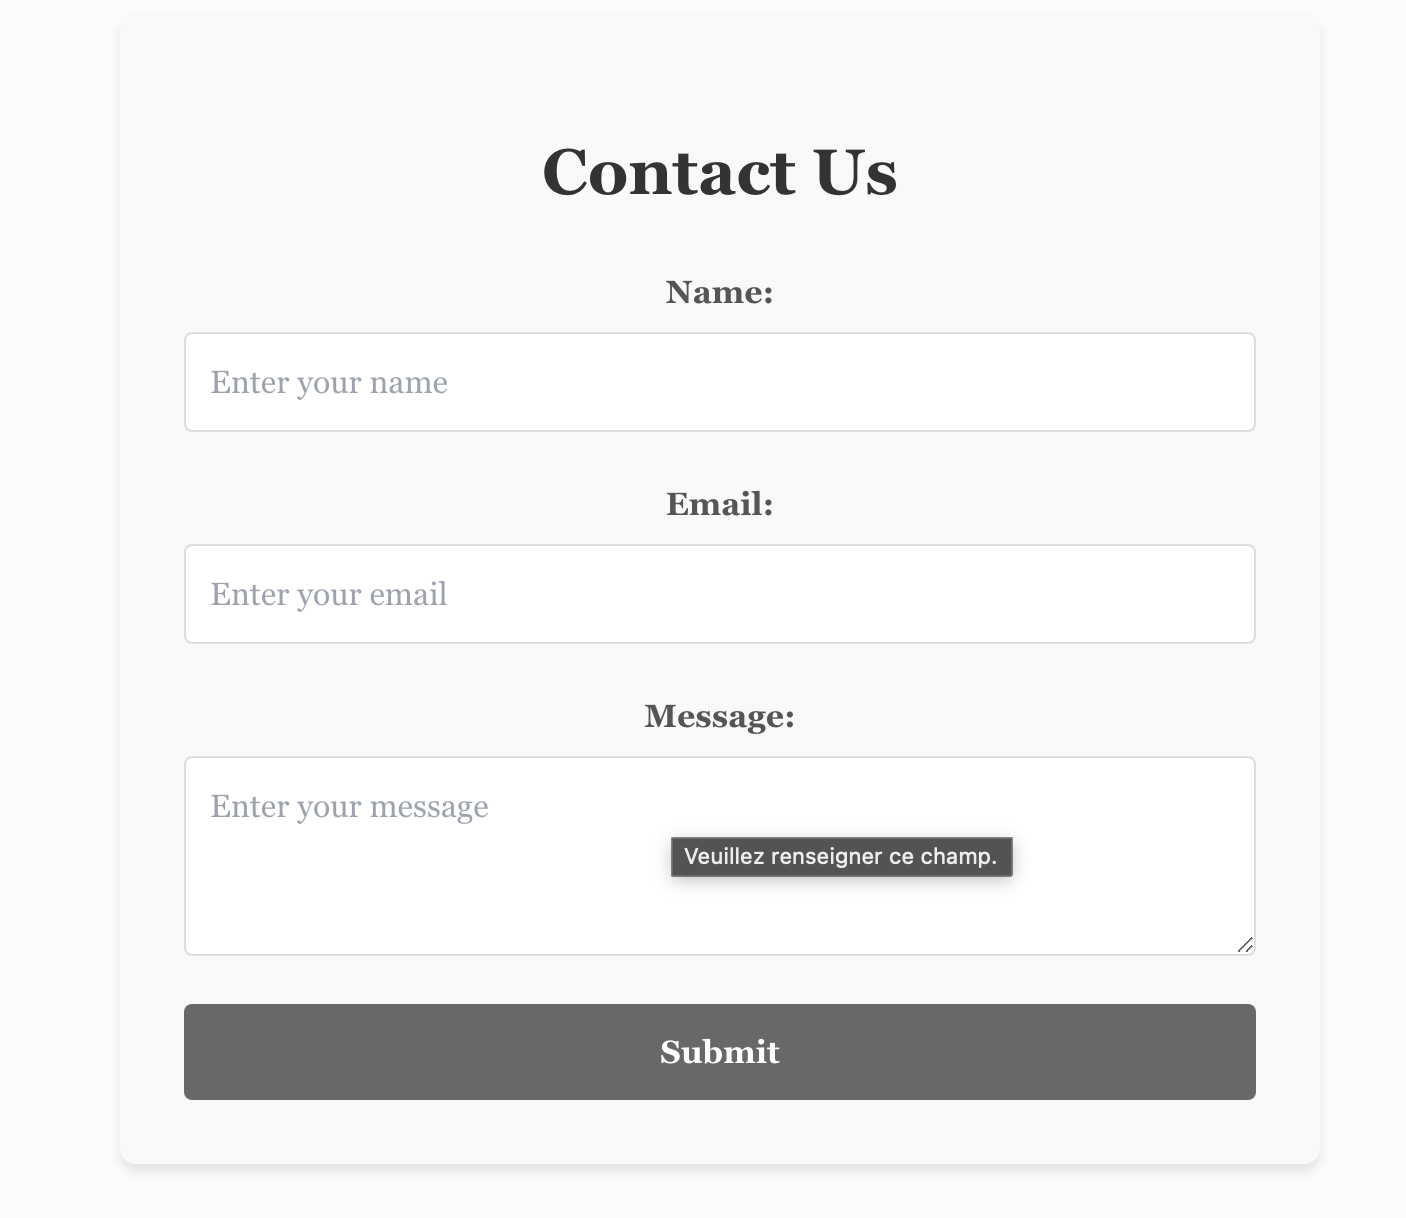 Contact Us
Name:
Enter your name
Email:
Enter your email
Message:
Enter your message
Veuillez renseigner ce champ.
Submit